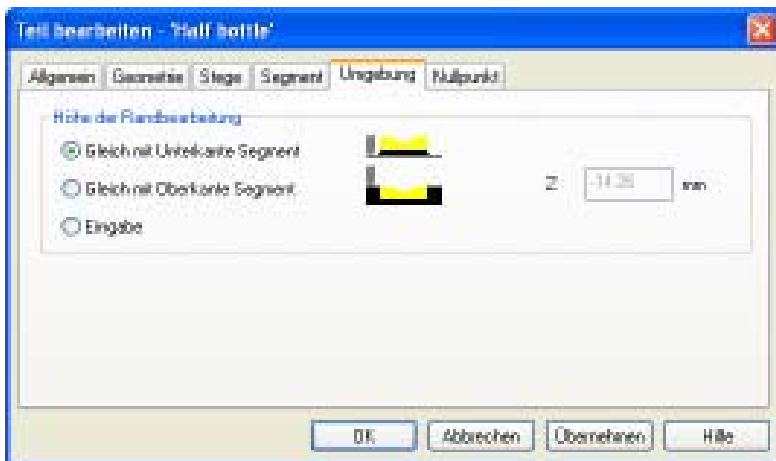 Teil bearbeiten - 'Half bottle'
Allgemein Geometrie Stege Segment Umgebung Nullpunkt
Höhe der Randbearbeitung
Gleich mit Unterkante Segment
Gleich mit Oberkante Segment
Z mm
Eingabe
OK Abbrechen Übernehmen Hilfe